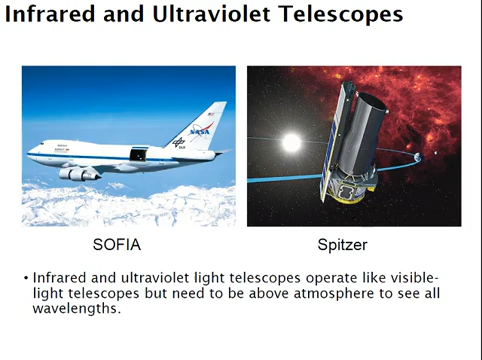 Infrared and Ultraviolet Telescopes
NASA
SOFIA
Spitzer
• Infrared and ultraviolet light telescopes operate like visible-
light telescopes but need to be above atmosphere to see all
wavelengths.